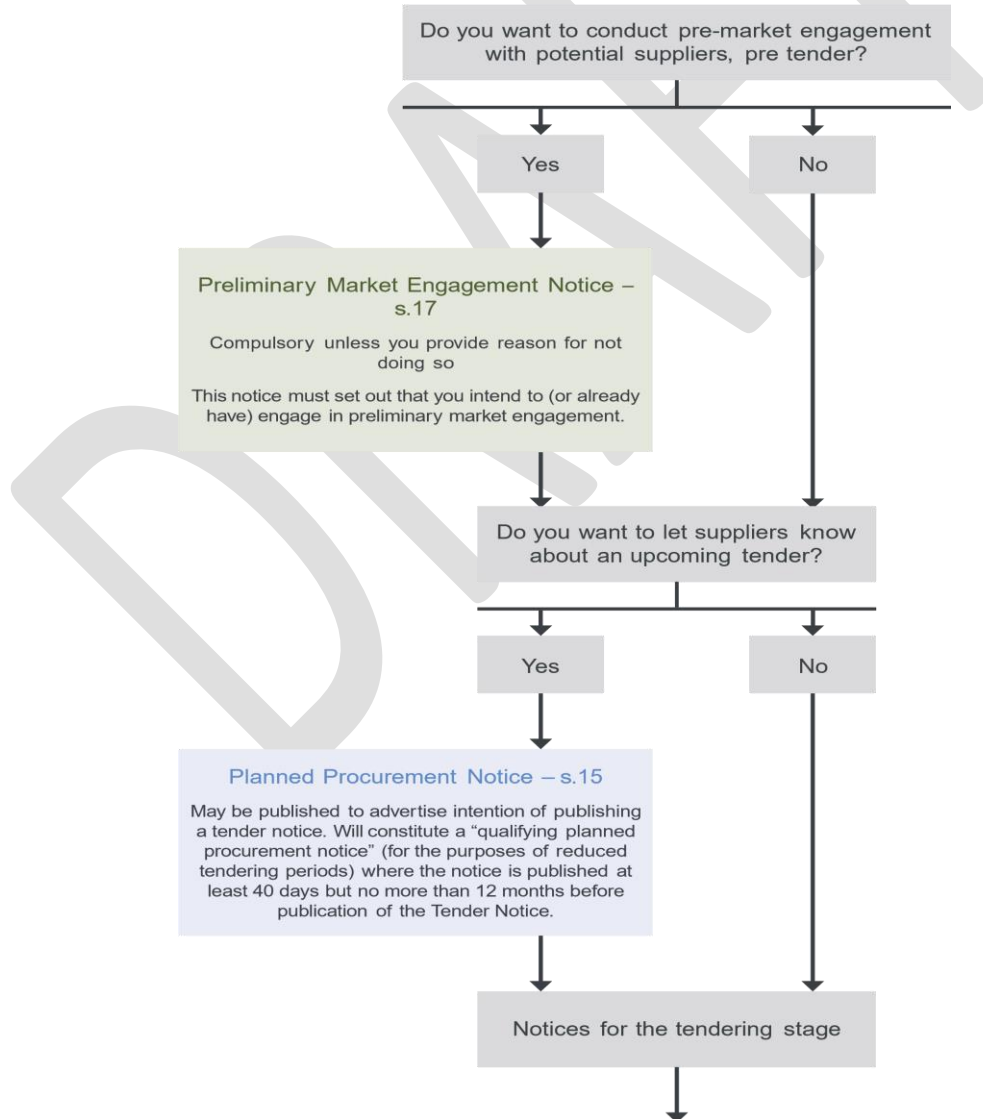 Do you want to conduct pre-market engagement
with potential suppliers, pre tender?
Yes
No
Preliminary Market Engagement Notice –
s.17
Compulsory unless you provide reason for not
doing so
This notice must set out that you intend to (or already
have) engage in preliminary market engagement.
Do you want to let suppliers know
about an upcoming tender?
Yes
No
Planned Procurement Notice – s.15
May be published to advertise intention of publishing
a tender notice. Will constitute a “qualifying planned
procurement notice” (for the purposes of reduced
tendering periods) where the notice is published at
least 40 days but no more than 12 months before
publication of the Tender Notice.
Notices for the tendering stage